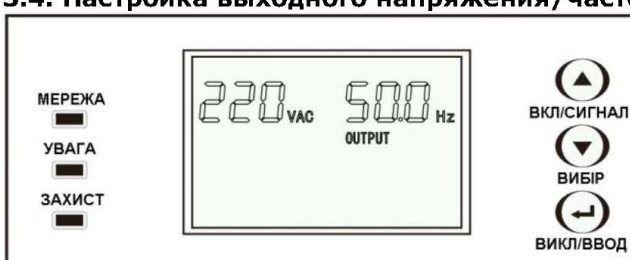 3.4. Настройка выходного напряжения/часто
МЕРЕЖА
УВАГА
ЗАХИСТ
220 VAC 50.0 Hz
OUTPUT
ВКЛ/СИГНАЛ
ВИБІР
ВИКЛ/ВВОД